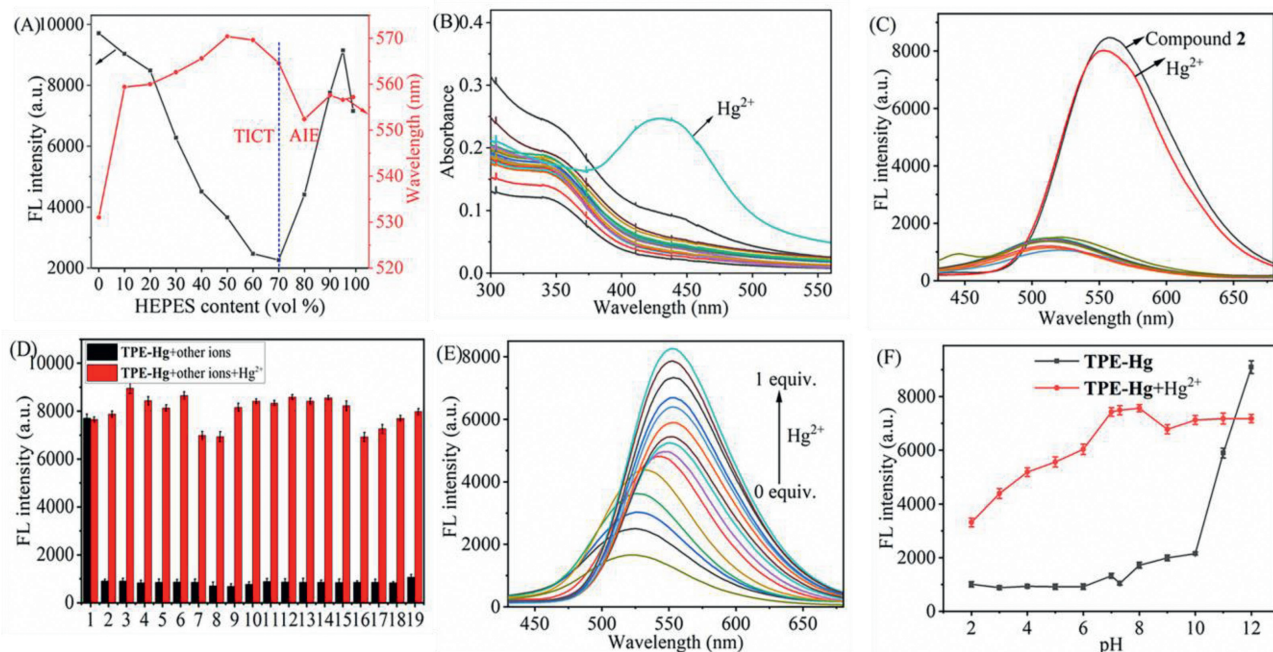 (A)
10000
8000
6000
4000
2000
FL intensity (a.u.)
0 10 20 30 40 50 60 70 80 90 100
HEPES content (vol %)
TICT
AIE
570
560
550
540
530
520
Wavelength (nm)
(B)
0.4
0.3
0.2
0.1
0.0
Absorbance
Hg²⁺
300 350 400 450 500 550
Wavelength (nm)
(C)
8000
6000
4000
2000
0
FL intensity (a.u.)
Compound 2
Hg²⁺
450 500 550 600 650
Wavelength (nm)
(D)
10000
8000
6000
4000
2000
0
FL intensity (a.u.)
TPE-Hg+other ions
TPE-Hg+other ions+Hg²⁺
1 2 3 4 5 6 7 8 9 10 11 12 13 14 15 16 17 18 19
(E)
8000
6000
4000
2000
0
FL intensity (a.u.)
1 equiv.
Hg²⁺
0 equiv.
450 500 550 600 650
Wavelength (nm)
(F)
10000
8000
6000
4000
2000
0
FL intensity (a.u.)
TPE-Hg
TPE-Hg+Hg²⁺
2 4 6 8 10 12
pH